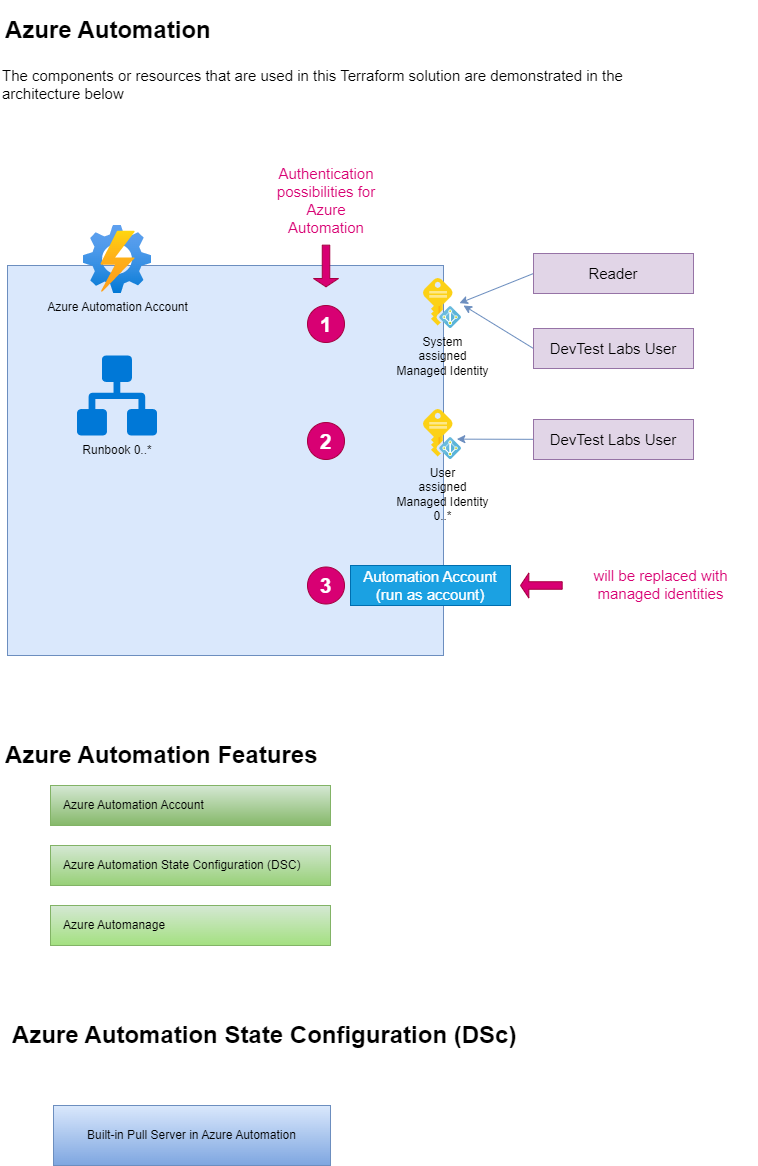 Azure Automation
The components or resources that are used in this Terraform solution are demonstrated in the
architecture below
Authentication
possibilities for
Azure
Automation
Azure Automation Account
Runbook 0..*
1
System
assigned
Managed Identity
Reader
DevTest Labs User
2
User
assigned
Managed Identity
0..*
DevTest Labs User
3
Automation Account
(run as account)
will be replaced with
managed identities
Azure Automation Features
Azure Automation Account
Azure Automation State Configuration (DSC)
Azure Automanage
Azure Automation State Configuration (DSc)
Built-in Pull Server in Azure Automation